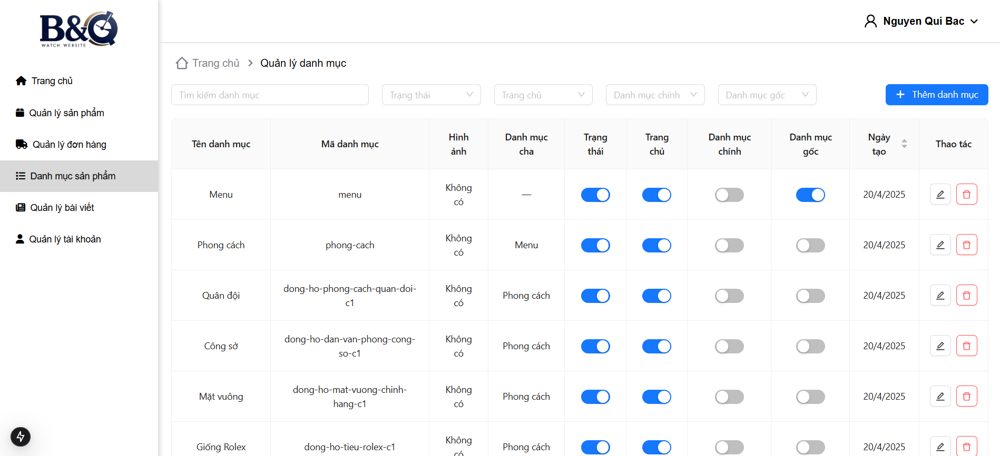 B&G
WATCH WEBSITE
Nguyen Qui Bac
Trang chủ
Quản lý sản phẩm
Quản lý đơn hàng
Danh mục sản phẩm
Quản lý bài viết
Quản lý tài khoản
Trang chủ > Quản lý danh mục
Tìm kiếm danh mục
Trạng thái
Trang chủ
Danh mục chính
Danh mục gốc
+ Thêm danh mục
Tên danh mục
Mã danh mục
Hình
ảnh
Danh mục
cha
Trạng
thái
Trang
chủ
Danh mục
chính
Danh mục
gốc
Ngày
tạo
Thao tác
Menu
menu
Không
có
—
20/4/2025
Phong cách
phong-cach
Không
có
Menu
20/4/2025
Quân đội
dong-ho-phong-cach-quan-doi-
c1
Không
có
Phong cách
20/4/2025
Công sở
dong-ho-dan-van-phong-cong-
so-c1
Không
có
Phong cách
20/4/2025
Mặt vuông
dong-ho-mat-vuong-chinh-
hang-c1
Không
có
Phong cách
20/4/2025
Giống Rolex
dong-ho-tieu-rolex-c1
Không
có
Phong cách
20/4/2025